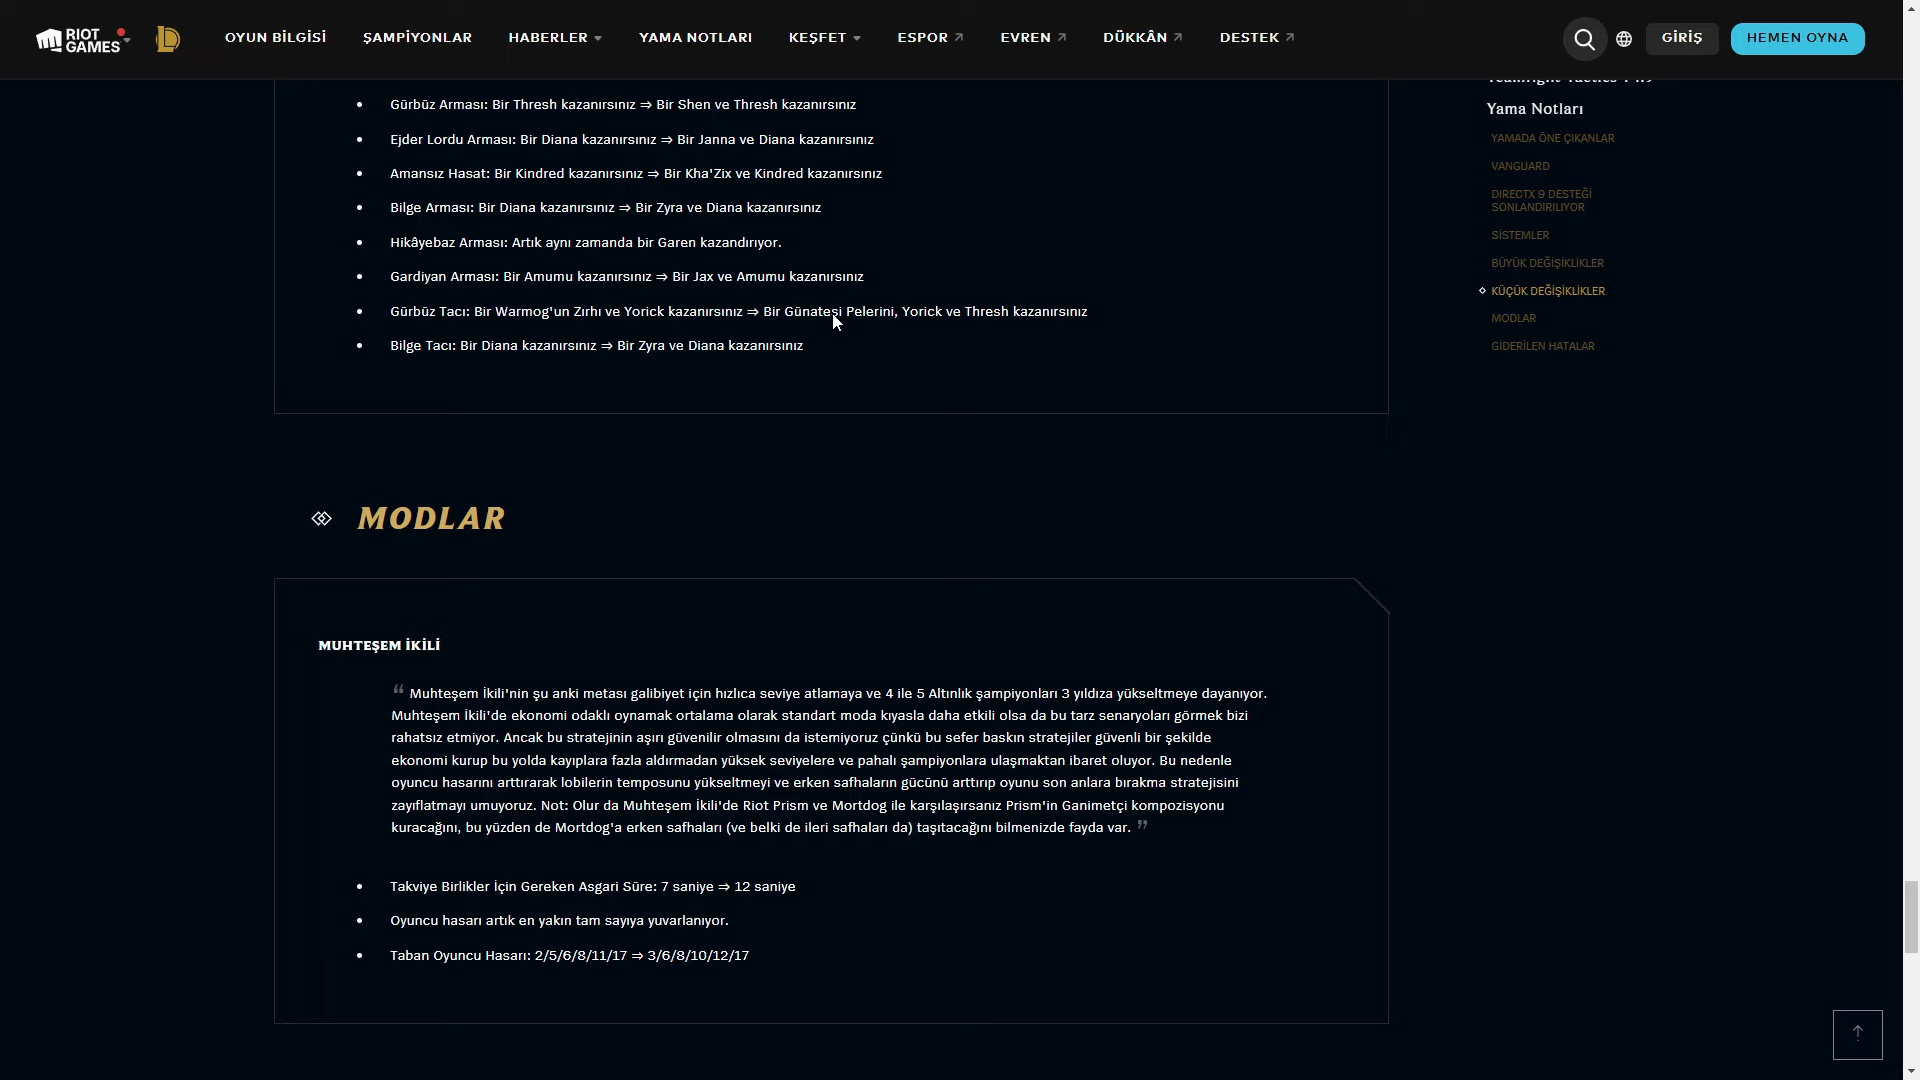 RIOT GAMES
OYUN BİLGİSİ
ŞAMPİYONLAR
HABERLER
YAMA NOTLARI
KEŞFET
ESPOR
EVREN
DÜKKÂN
DESTEK
GİRİŞ
HEMEN OYNA
Gürbüz Arması: Bir Thresh kazanırsınız ⇒ Bir Shen ve Thresh kazanırsınız
Ejder Lordu Arması: Bir Diana kazanırsınız ⇒ Bir Janna ve Diana kazanırsınız
Amansız Hasat: Bir Kindred kazanırsınız ⇒ Bir Kha'Zix ve Kindred kazanırsınız
Bilge Arması: Bir Diana kazanırsınız ⇒ Bir Zyra ve Diana kazanırsınız
Hikâyebaz Arması: Artık aynı zamanda bir Garen kazandırıyor.
Gardiyan Arması: Bir Amumu kazanırsınız ⇒ Bir Jax ve Amumu kazanırsınız
Gürbüz Tacı: Bir Warmog'un Zırhı ve Yorick kazanırsınız ⇒ Bir Günateşi Pelerini, Yorick ve Thresh kazanırsınız
Bilge Tacı: Bir Diana kazanırsınız ⇒ Bir Zyra ve Diana kazanırsınız
MODLAR
MUHTEŞEM İKİLİ
“ Muhteşem İkili'nin şu anki metası galibiyet için hızlıca seviye atlamaya ve 4 ile 5 Altınlık şampiyonları 3 yıldıza yükseltmeye dayanıyor.
Muhteşem İkili'de ekonomi odaklı oynamak ortalama olarak standart moda kıyasla daha etkili olsa da bu tarz senaryoları görmek bizi
rahatsız etmiyor. Ancak bu stratejinin aşırı güvenilir olmasını da istemiyoruz çünkü bu sefer baskın stratejiler güvenli bir şekilde
ekonomi kurup bu yolda kayıplara fazla aldırmadan yüksek seviyelere ve pahalı şampiyonlara ulaşmaktan ibaret oluyor. Bu nedenle
oyuncu hasarını arttırarak lobilerin temposunu yükseltmeyi ve erken safhaların gücünü arttırıp oyunu son anlara bırakma stratejisini
zayıflatmayı umuyoruz. Not: Olur da Muhteşem İkili'de Riot Prism ve Mortdog ile karşılaşırsanız Prism'in Ganimetçi kompozisyonu
kuracağını, bu yüzden de Mortdog'a erken safhaları (ve belki de ileri safhaları da) taşıtacağını bilmenizde fayda var. ”
Takviye Birlikler İçin Gereken Asgari Süre: 7 saniye ⇒ 12 saniye
Oyuncu hasarı artık en yakın tam sayıya yuvarlanıyor.
Taban Oyuncu Hasarı: 2/5/6/8/11/17 ⇒ 3/6/8/10/12/17
Yama Notları
YAMADA ÖNE ÇIKANLAR
VANGUARD
DIRECTX 9 DESTEĞİ
SONLANDIRILIYOR
SİSTEMLER
BÜYÜK DEĞİŞİKLİKLER
KÜÇÜK DEĞİŞİKLİKLER
MODLAR
GİDERİLEN HATALAR